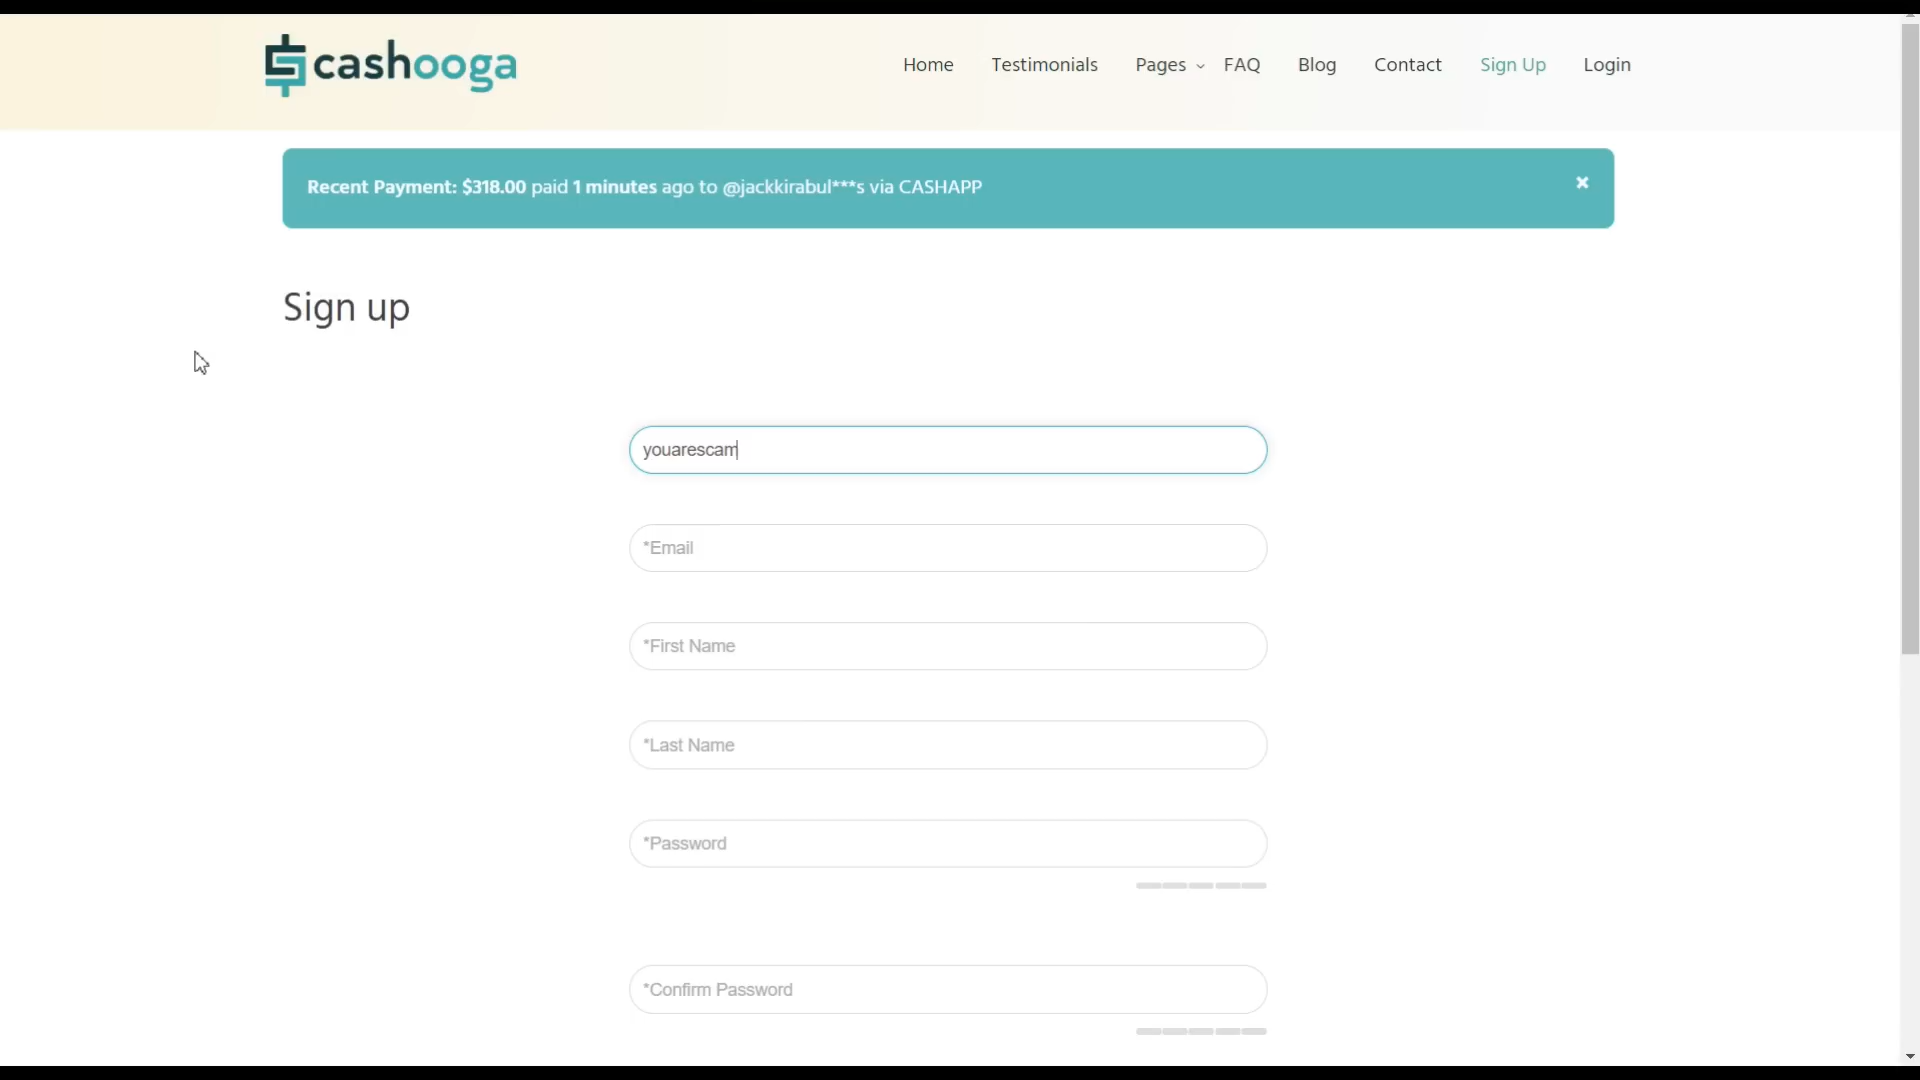 cashooga
Home Testimonials Pages FAQ Blog Contact Sign Up Login
Recent Payment: $318.00 paid 1 minutes ago to @jackkirabul***s via CASHAPP
Sign up
youarescam
*Email
*First Name
*Last Name
*Password
*Confirm Password